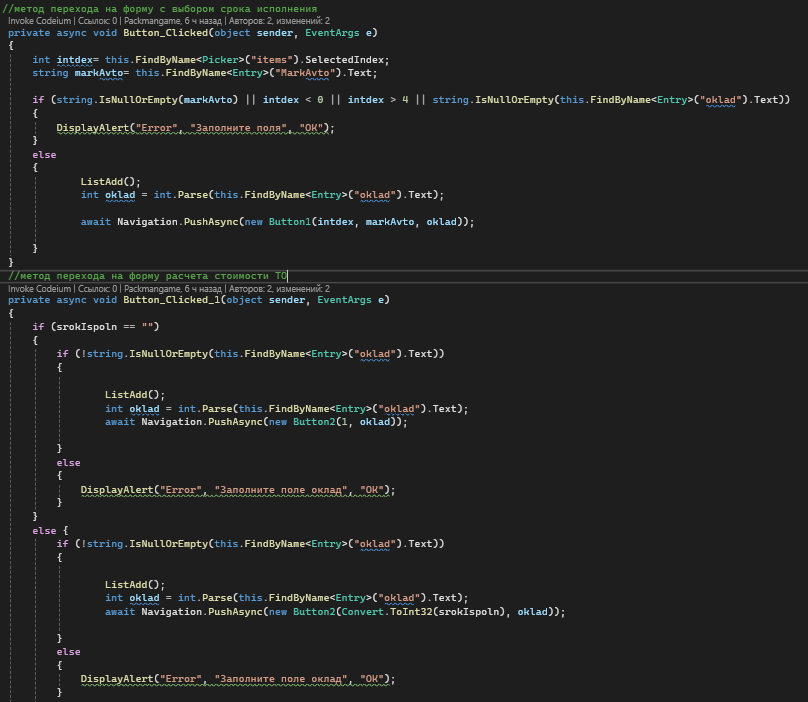 //метод перехода на форму с выбором срока исполнения
Invoke Codeium | Ссылок: 0 | Packmangame, 6 ч назад | Авторов: 2, изменений: 2
private async void Button_Clicked(object sender, EventArgs e)
{
int intdex= this.FindByName<Picker>("items").SelectedIndex;
string markAvto= this.FindByName<Entry>("MarkAvto").Text;
if (string.IsNullOrEmpty(markAvto) || intdex < 0 || intdex > 4 || string.IsNullOrEmpty(this.FindByName<Entry>("oklad").Text))
{
DisplayAlert("Error", "Заполните поля", "OK");
}
else
{
ListAdd();
int oklad = int.Parse(this.FindByName<Entry>("oklad").Text);
await Navigation.PushAsync(new Button1(intdex, markAvto, oklad));
}
}
//метод перехода на форму расчета стоимости ТО
Invoke Codeium | Ссылок: 0 | Packmangame, 6 ч назад | Авторов: 2, изменений: 2
private async void Button_Clicked_1(object sender, EventArgs e)
{
if (srokIspoln == "")
{
if (!string.IsNullOrEmpty(this.FindByName<Entry>("oklad").Text))
{
ListAdd();
int oklad = int.Parse(this.FindByName<Entry>("oklad").Text);
await Navigation.PushAsync(new Button2(1, oklad));
}
else
{
DisplayAlert("Error", "Заполните поле оклад", "OK");
}
}
else {
if (!string.IsNullOrEmpty(this.FindByName<Entry>("oklad").Text))
{
ListAdd();
int oklad = int.Parse(this.FindByName<Entry>("oklad").Text);
await Navigation.PushAsync(new Button2(Convert.ToInt32(srokIspoln), oklad));
}
else
{
DisplayAlert("Error", "Заполните поле оклад", "OK");
}